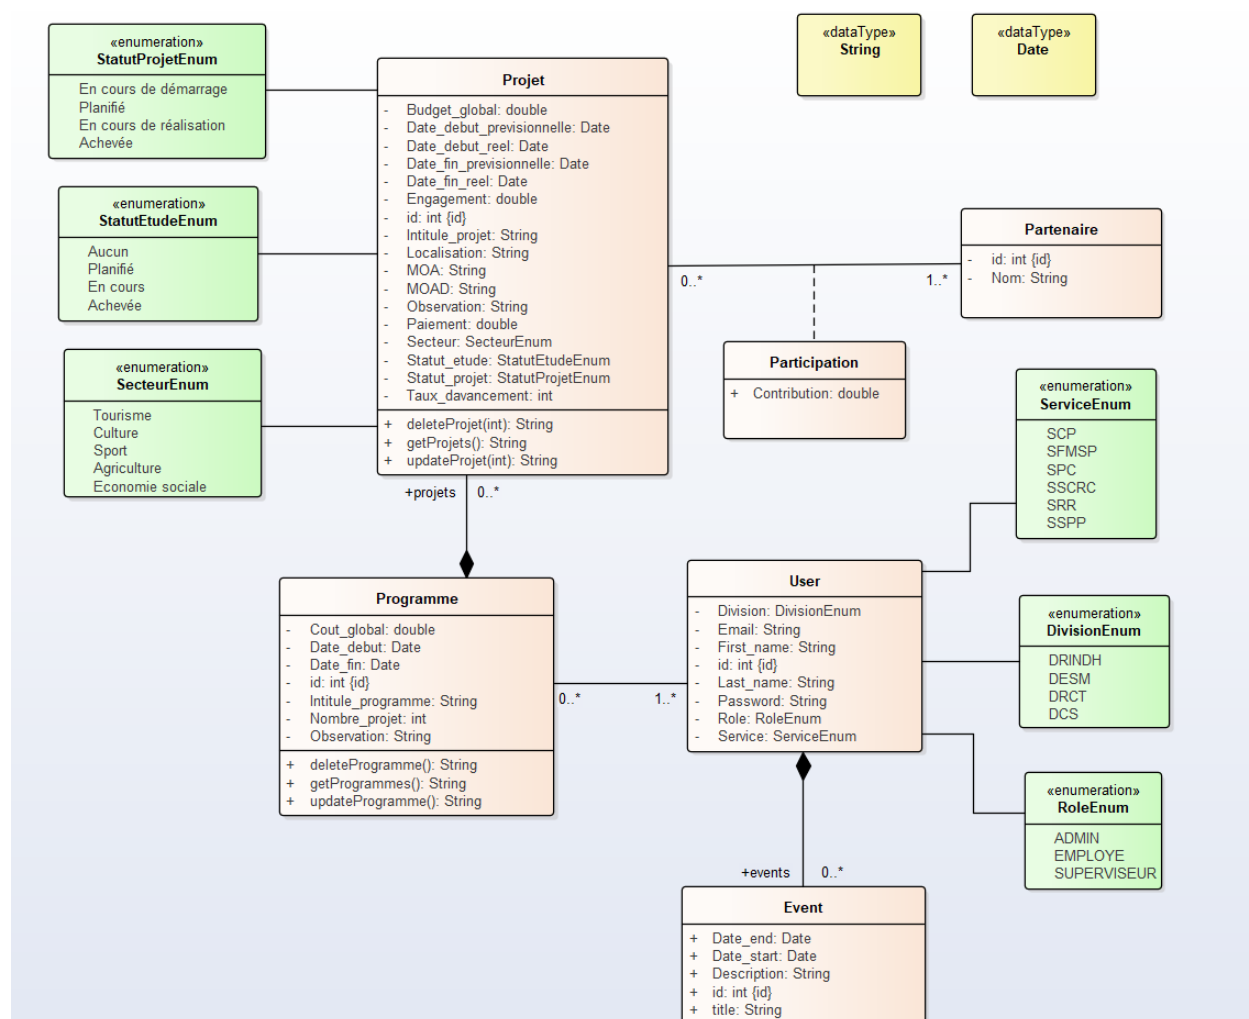 «enumeration»
StatutProjetEnum
En cours de démarrage
Planifié
En cours de réalisation
Achevée
«dataType»
String
«dataType»
Date
Projet
- Budget_global: double
- Date_debut_previsionnelle: Date
- Date_debut_reel: Date
- Date_fin_previsionnelle: Date
- Date_fin_reel: Date
- Engagement: double
- id: int {id}
- Intitule_projet: String
- Localisation: String
- MOA: String
- MOAD: String
- Observation: String
- Paiement: double
- Secteur: SecteurEnum
- Statut_etude: StatutEtudeEnum
- Statut_projet: StatutProjetEnum
- Taux_davancement: int
+ deleteProjet(int): String
+ getProjets(): String
+ updateProjet(int): String
«enumeration»
StatutEtudeEnum
Aucun
Planifié
En cours
Achevée
«enumeration»
SecteurEnum
Tourisme
Culture
Sport
Agriculture
Economie sociale
0..*
1..*
Partenaire
- id: int {id}
- Nom: String
Participation
+ Contribution: double
«enumeration»
ServiceEnum
SCP
SFMSP
SPC
SSCRC
SRR
SSPP
+projets 0..*
Programme
- Cout_global: double
- Date_debut: Date
- Date_fin: Date
- id: int {id}
- Intitule_programme: String
- Nombre_projet: int
- Observation: String
+ deleteProgramme(): String
+ getProgrammes(): String
+ updateProgramme(): String
0..*
1..*
User
- Division: DivisionEnum
- Email: String
- First_name: String
- id: int {id}
- Last_name: String
- Password: String
- Role: RoleEnum
- Service: ServiceEnum
«enumeration»
DivisionEnum
DRINDH
DESM
DRCT
DCS
«enumeration»
RoleEnum
ADMIN
EMPLOYE
SUPERVISEUR
+events 0..*
Event
+ Date_end: Date
+ Date_start: Date
+ Description: String
+ id: int {id}
+ title: String